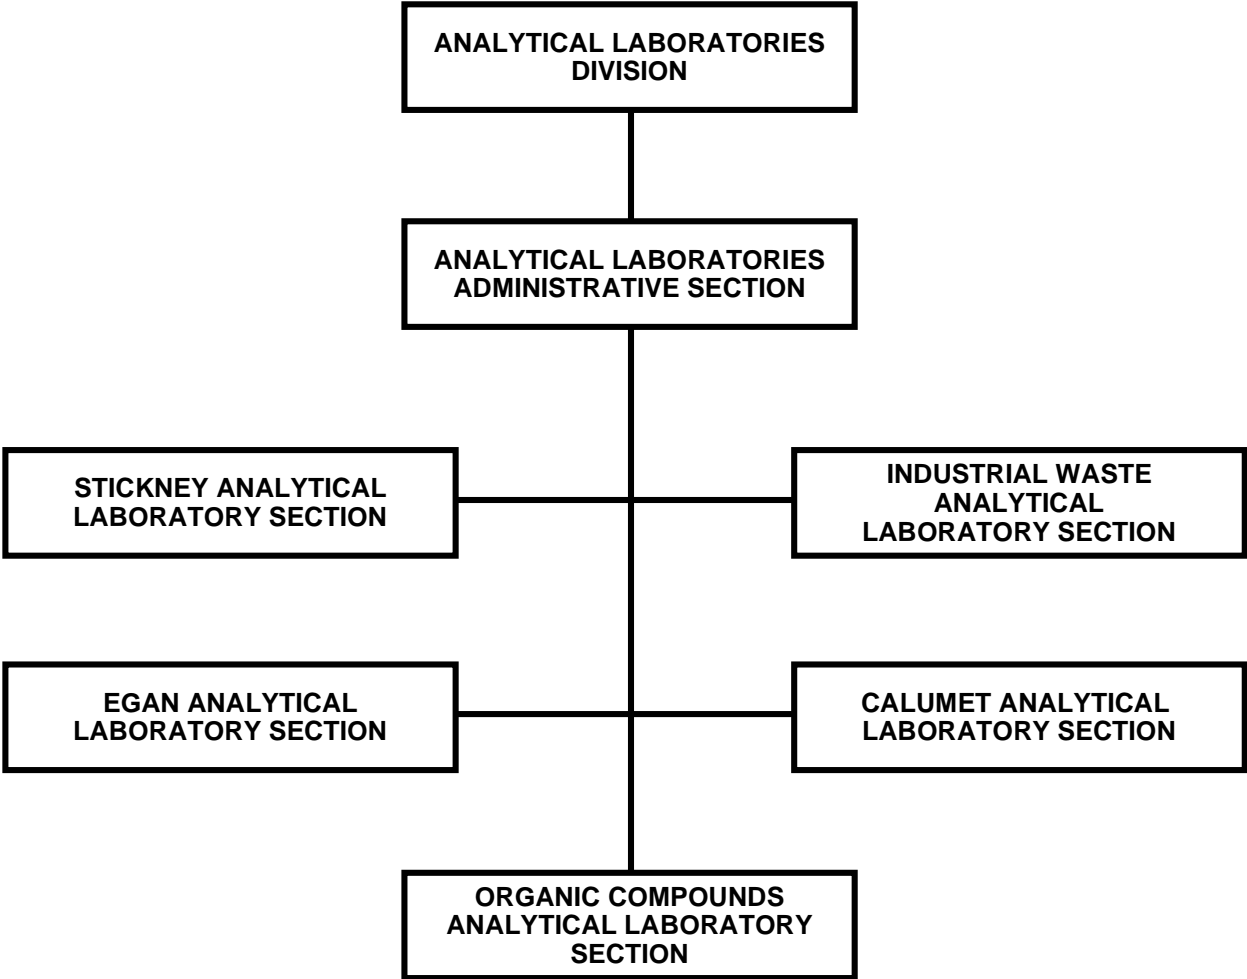 ANALYTICAL LABORATORIES
DIVISION
ANALYTICAL LABORATORIES
ADMINISTRATIVE SECTION
STICKNEY ANALYTICAL
LABORATORY SECTION
INDUSTRIAL WASTE
ANALYTICAL
LABORATORY SECTION
EGAN ANALYTICAL
LABORATORY SECTION
CALUMET ANALYTICAL
LABORATORY SECTION
ORGANIC COMPOUNDS
ANALYTICAL LABORATORY
SECTION